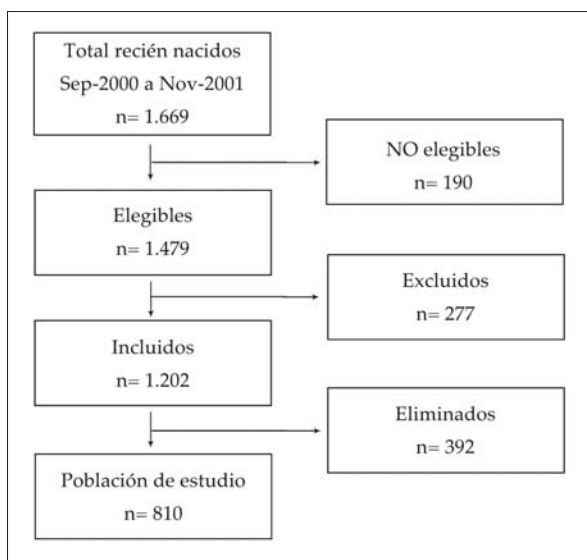 Total recién nacidos
Sep-2000 a Nov-2001
n= 1.669
NO elegibles
n= 190
Elegibles
n= 1.479
Excluidos
n= 277
Incluidos
n= 1.202
Eliminados
n= 392
Población de estudio
n= 810